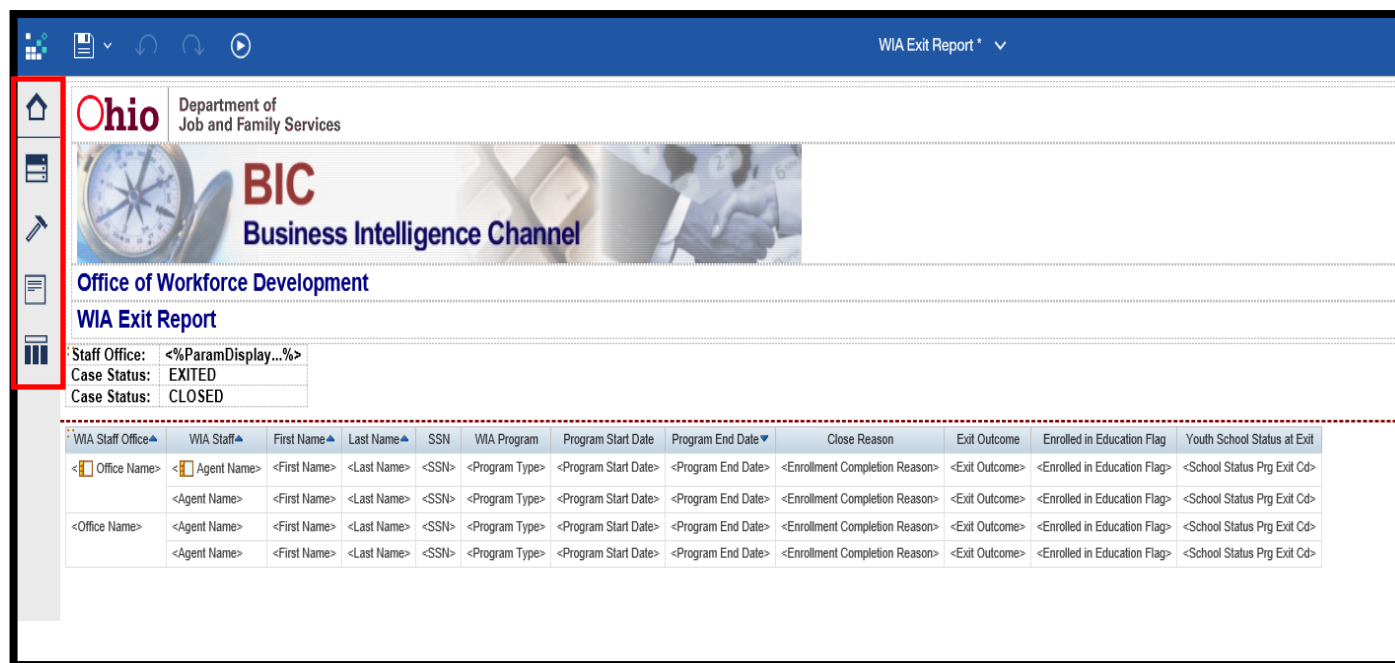 WIA Exit Report *
Ohio Department of
Job and Family Services
BIC
Business Intelligence Channel
Office of Workforce Development
WIA Exit Report
Staff Office: <%ParamDisplay...%>
Case Status: EXITED
Case Status: CLOSED
WIA Staff Office WIA Staff First Name Last Name SSN WIA Program Program Start Date Program End Date Close Reason Exit Outcome Enrolled in Education Flag Youth School Status at Exit
< Office Name> < Agent Name> <First Name> <Last Name> <SSN> <Program Type> <Program Start Date> <Program End Date> <Enrollment Completion Reason> <Exit Outcome> <Enrolled in Education Flag> <School Status Prg Exit Cd>
<Agent Name> <First Name> <Last Name> <SSN> <Program Type> <Program Start Date> <Program End Date> <Enrollment Completion Reason> <Exit Outcome> <Enrolled in Education Flag> <School Status Prg Exit Cd>
<Office Name> <Agent Name> <First Name> <Last Name> <SSN> <Program Type> <Program Start Date> <Program End Date> <Enrollment Completion Reason> <Exit Outcome> <Enrolled in Education Flag> <School Status Prg Exit Cd>
<Agent Name> <First Name> <Last Name> <SSN> <Program Type> <Program Start Date> <Program End Date> <Enrollment Completion Reason> <Exit Outcome> <Enrolled in Education Flag> <School Status Prg Exit Cd>